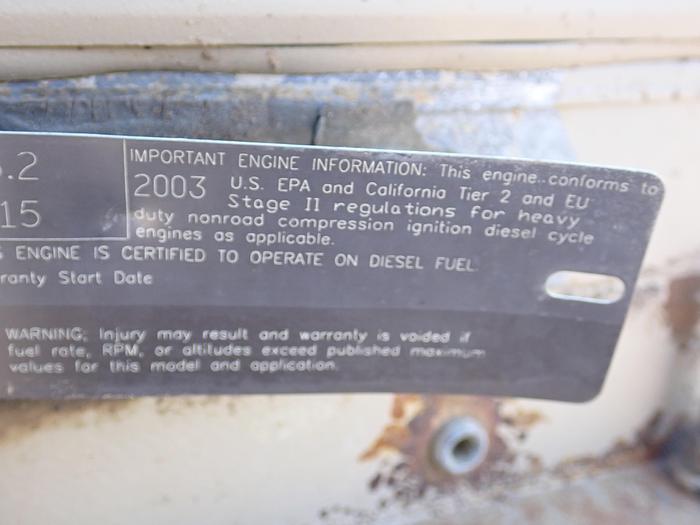 .2
15
IMPORTANT ENGINE INFORMATION: This engine conforms to
2003 U.S. EPA and California Tier 2 and EU
Stage II regulations for heavy
duty nonroad compression ignition diesel cycle
engines as applicable.
ENGINE IS CERTIFIED TO OPERATE ON DIESEL FUEL.
ranty Start Date
WARNING: Injury may result and warranty is voided if
fuel rate, RPM, or altitudes exceed published maximum
values for this model and application.